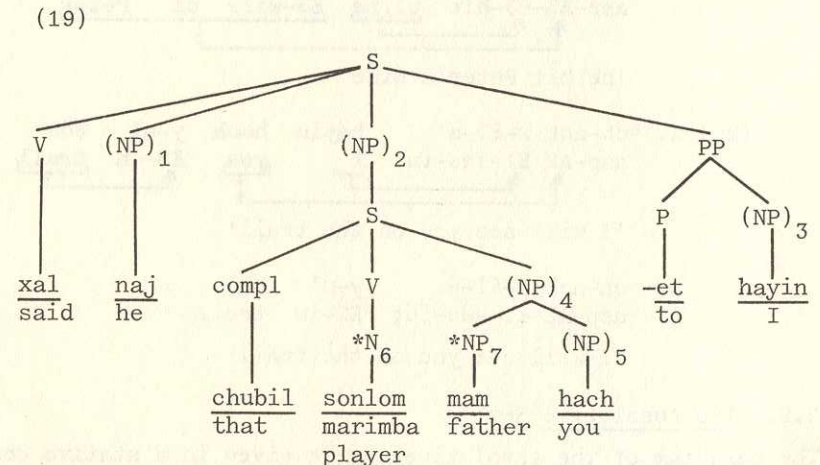 (19)
S
V (NP)1 (NP)2 PP
S P (NP)3
xal naj compl V (NP)4 -et hayin
said he to I
*N6 *NP7 (NP)5
chubil sonlom mam hach
that marimba father you
player